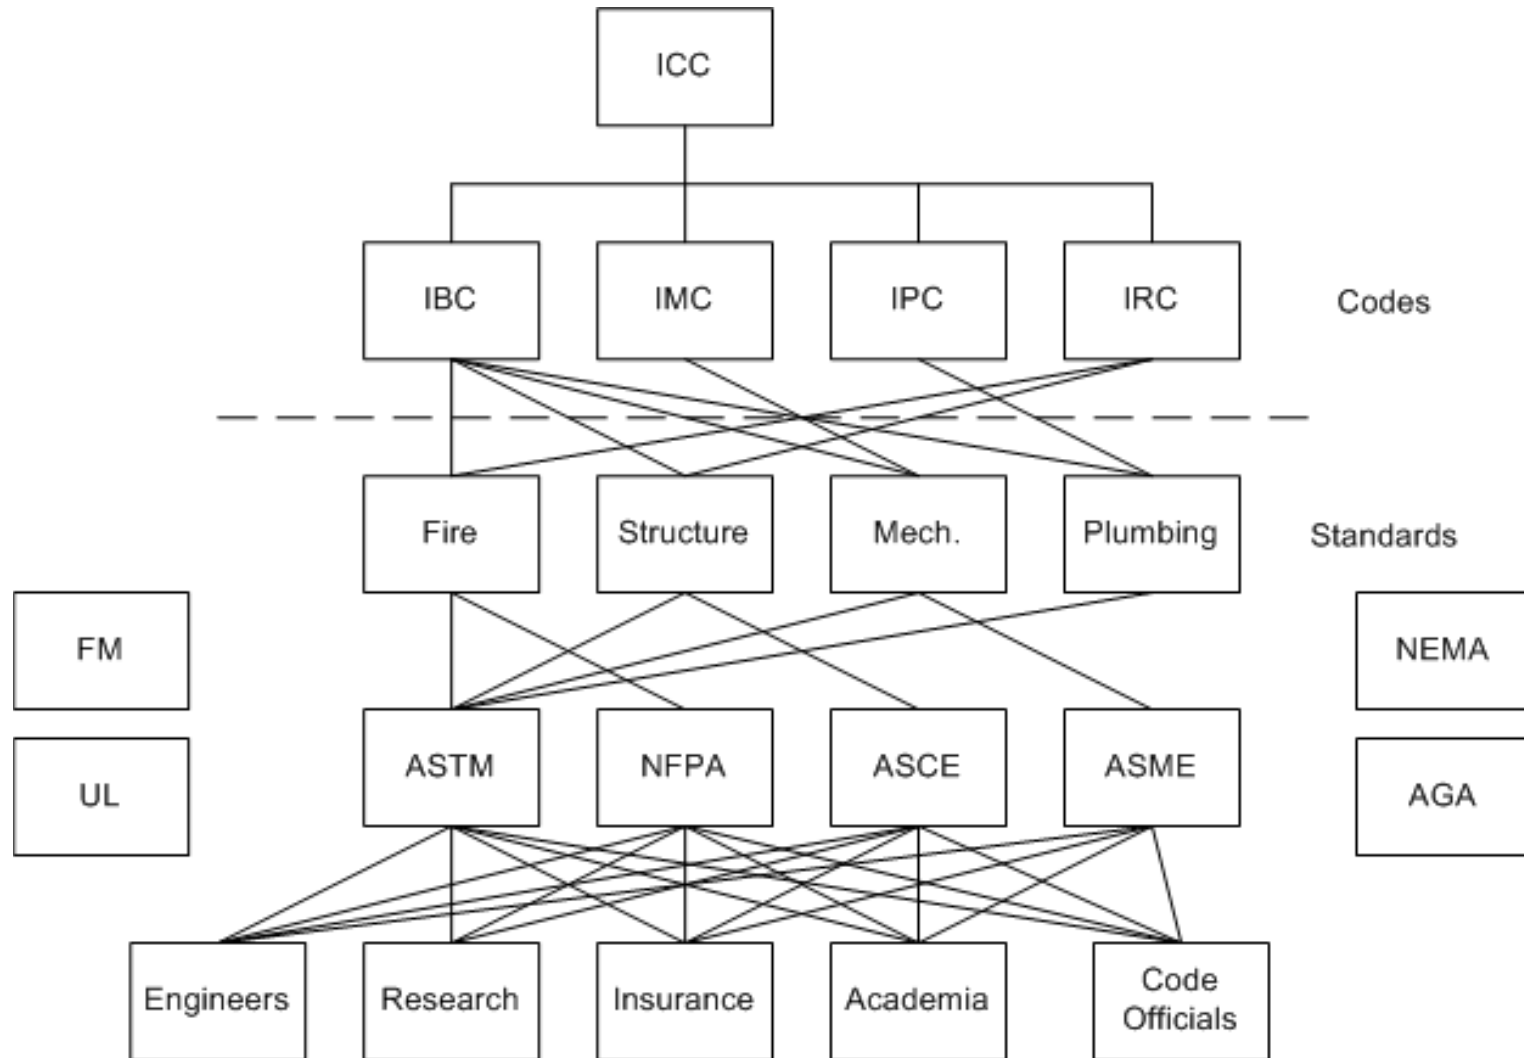 ICC
IBC
IMC
IPC
IRC
Codes
Fire
Structure
Mech.
Plumbing
Standards
FM
NEMA
ASTM
NFPA
ASCE
ASME
UL
AGA
Engineers
Research
Insurance
Academia
Code
Officials